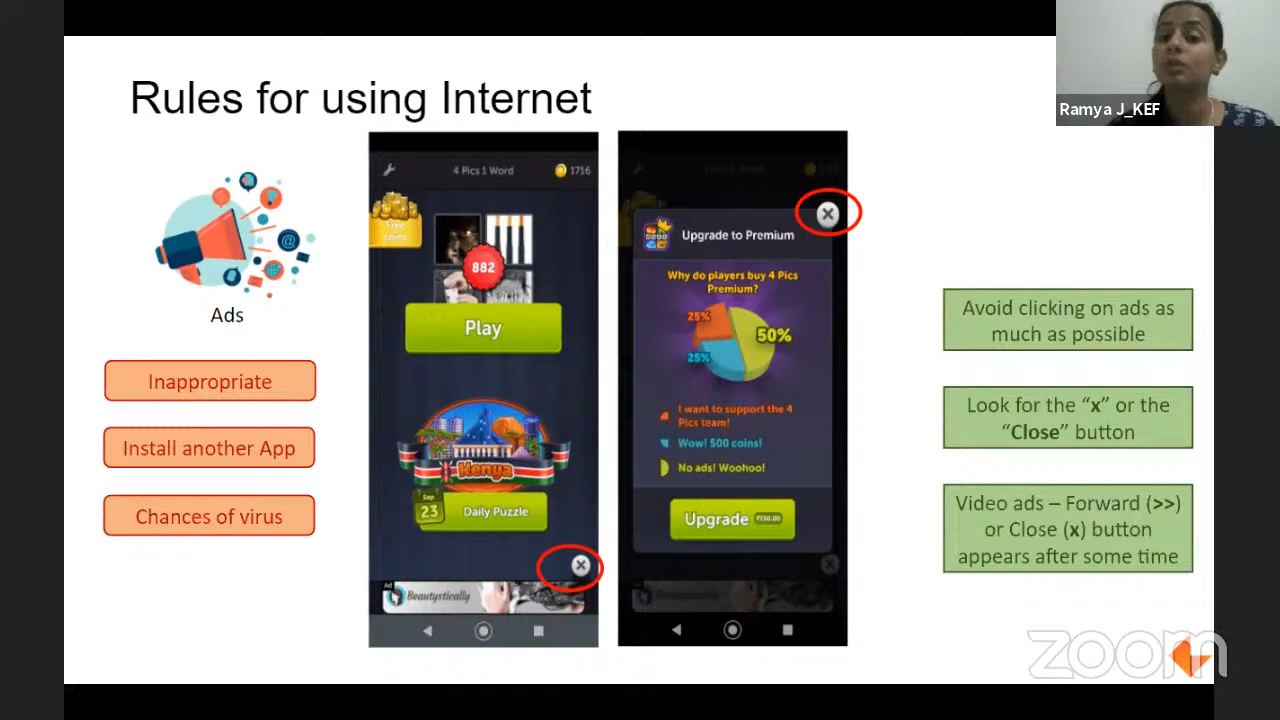 Ramya J_KEF
Rules for using Internet
Ads
Inappropriate
Install another App
Chances of virus
4 Pics 1 Word
1716
Free
coins
882
Play
Kenya
Sep
23
Daily Puzzle
Ad
Beautystically
Upgrade to Premium
Why do players buy 4 Pics
Premium?
25%
50%
25%
I want to support the 4
Pics team!
Wow! 500 coins!
No ads! Woohoo!
Upgrade ₹150.00
Avoid clicking on ads as
much as possible
Look for the “x” or the
“Close” button
Video ads – Forward (>>)
or Close (x) button
appears after some time
zoom